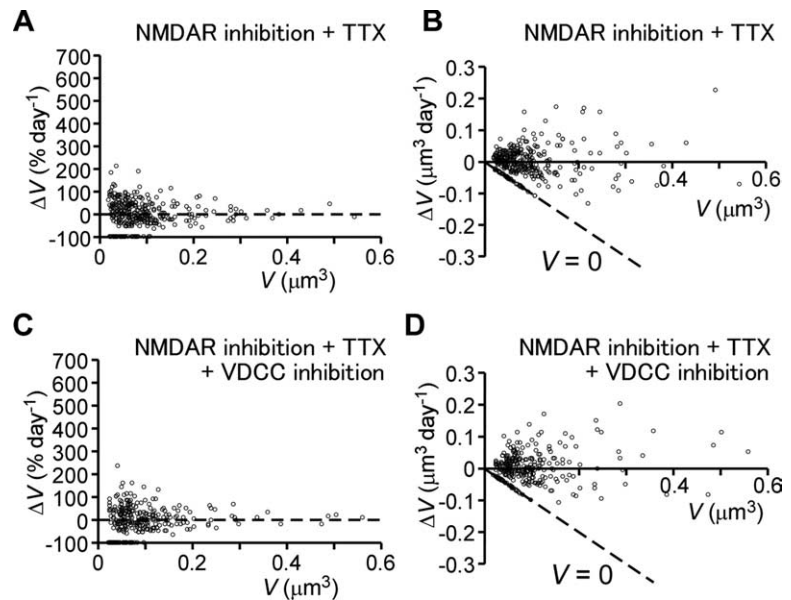 A
NMDAR inhibition + TTX
700
600
500
400
300
200
100
0
-100
ΔV (% day⁻¹)
0
0.2
0.4
0.6
V (μm³)
B
NMDAR inhibition + TTX
0.3
0.2
0.1
0
-0.1
-0.2
-0.3
ΔV (μm³ day⁻¹)
0.4
0.6
V (μm³)
V = 0
C
NMDAR inhibition + TTX
+ VDCC inhibition
700
600
500
400
300
200
100
0
-100
ΔV (% day⁻¹)
0
0.2
0.4
0.6
V (μm³)
D
NMDAR inhibition + TTX
+ VDCC inhibition
0.3
0.2
0.1
0
-0.1
-0.2
-0.3
ΔV (μm³ day⁻¹)
0.4
0.6
V (μm³)
V = 0